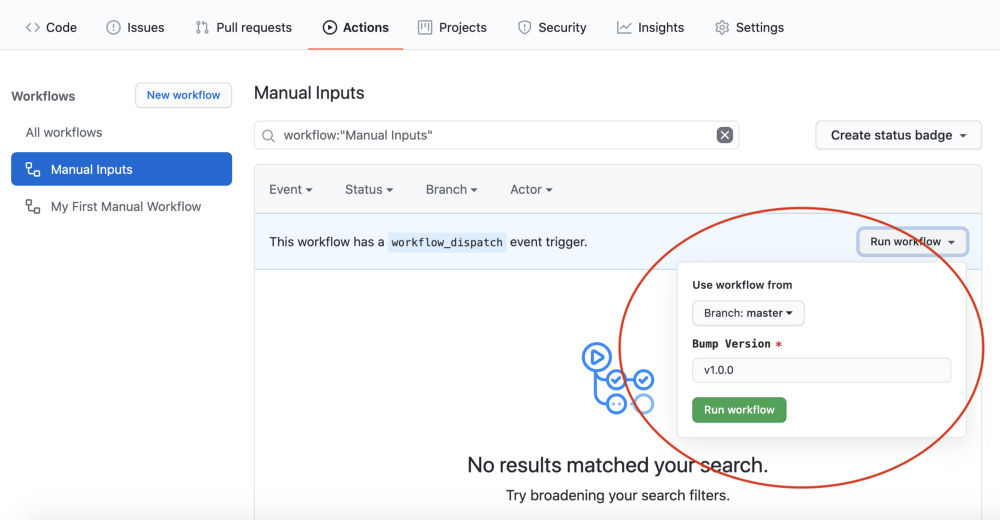 Code Issues Pull requests Actions Projects Security Insights Settings
Workflows
New workflow
All workflows
Manual Inputs
My First Manual Workflow
Manual Inputs
workflow:"Manual Inputs"
Create status badge
Event Status Branch Actor
This workflow has a workflow_dispatch event trigger.
Run workflow
Use workflow from
Branch: master
Bump Version *
v1.0.0
Run workflow
No results matched your search.
Try broadening your search filters.